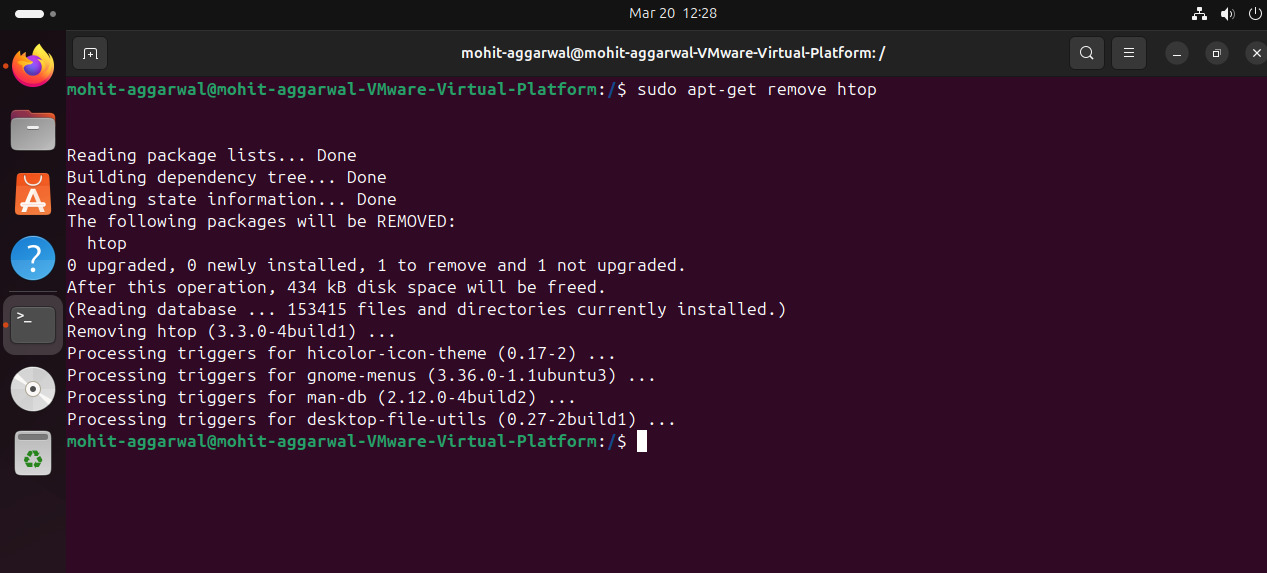 Mar 20 12:28
mohit-aggarwal@mohit-aggarwal-VMware-Virtual-Platform: /
mohit-aggarwal@mohit-aggarwal-VMware-Virtual-Platform:/$ sudo apt-get remove htop
Reading package lists... Done
Building dependency tree... Done
Reading state information... Done
The following packages will be REMOVED:
  htop
0 upgraded, 0 newly installed, 1 to remove and 1 not upgraded.
After this operation, 434 kB disk space will be freed.
(Reading database ... 153415 files and directories currently installed.)
Removing htop (3.3.0-4build1) ...
Processing triggers for hicolor-icon-theme (0.17-2) ...
Processing triggers for gnome-menus (3.36.0-1.1ubuntu3) ...
Processing triggers for man-db (2.12.0-4build2) ...
Processing triggers for desktop-file-utils (0.27-2build1) ...
mohit-aggarwal@mohit-aggarwal-VMware-Virtual-Platform:/$